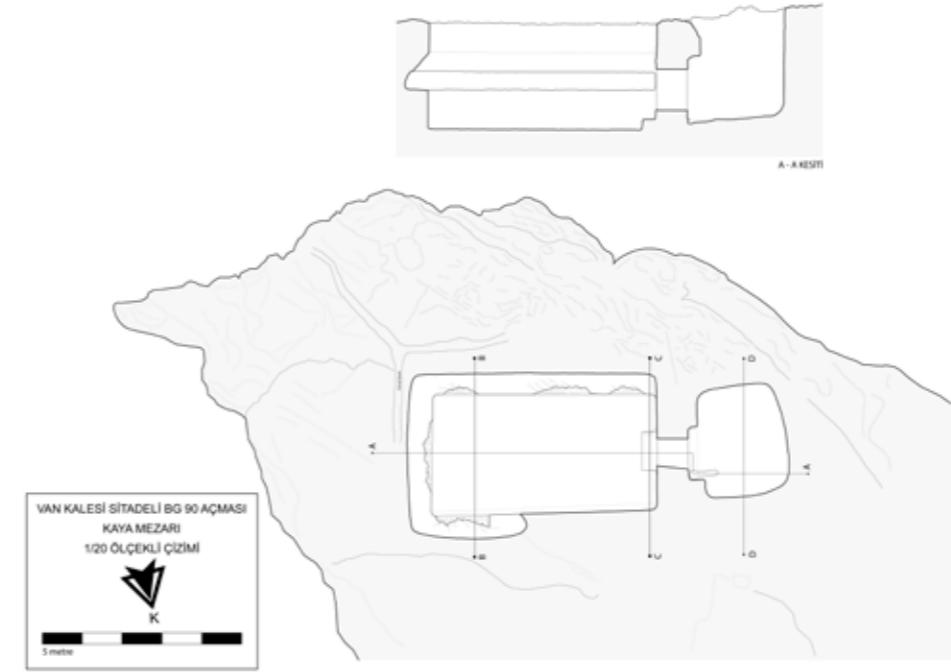 A - A KESİTİ
B
C
D
A
A
B
C
D
VAN KALESİ SİTADELİ BG 90 AÇMASI
KAYA MEZARI
1/20 ÖLÇEKLİ ÇİZİMİ
K
5 metre